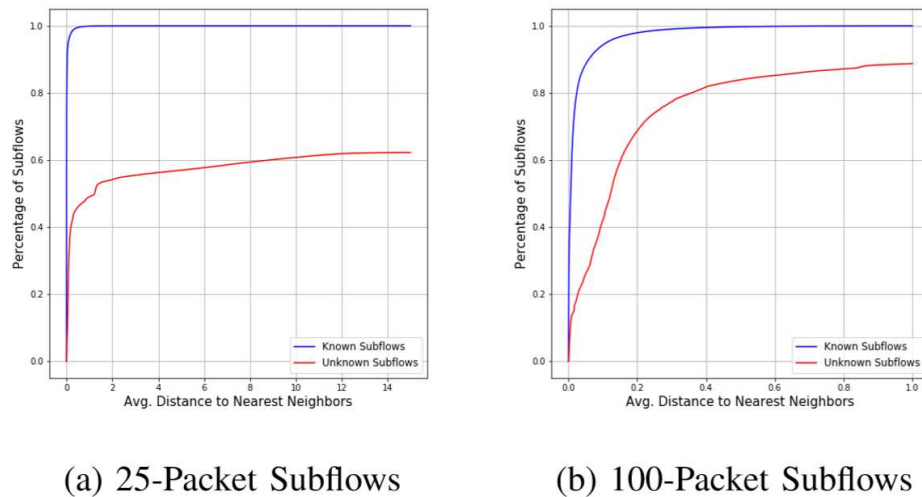 1.0
0.8
0.6
0.4
0.2
0.0
Percentage of Subflows
0 2 4 6 8 10 12 14
Avg. Distance to Nearest Neighbors
Known Subflows
Unknown Subflows
(a) 25-Packet Subflows
1.0
0.8
0.6
0.4
0.2
0.0
Percentage of Subflows
0.0 0.2 0.4 0.6 0.8 1.0
Avg. Distance to Nearest Neighbors
Known Subflows
Unknown Subflows
(b) 100-Packet Subflows